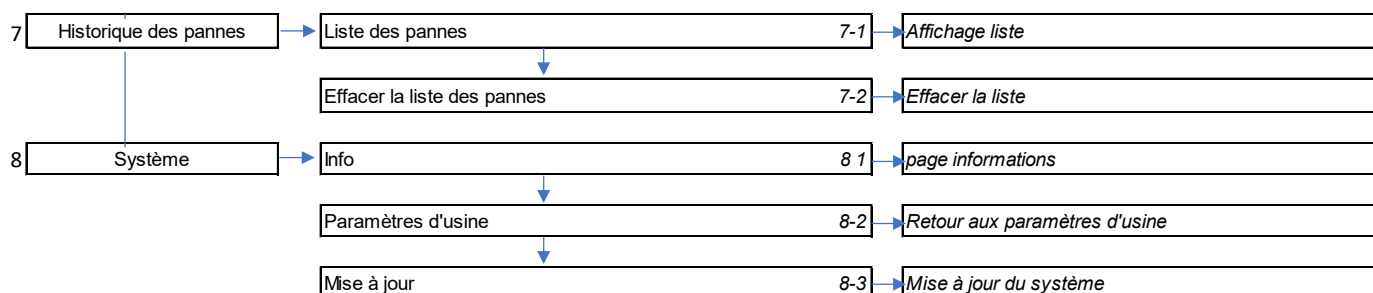 7 Historique des pannes Liste des pannes 7-1 Affichage liste
Effacer la liste des pannes 7-2 Effacer la liste
8 Système Info 8 1 page informations
Paramètres d'usine 8-2 Retour aux paramètres d'usine
Mise à jour 8-3 Mise à jour du système